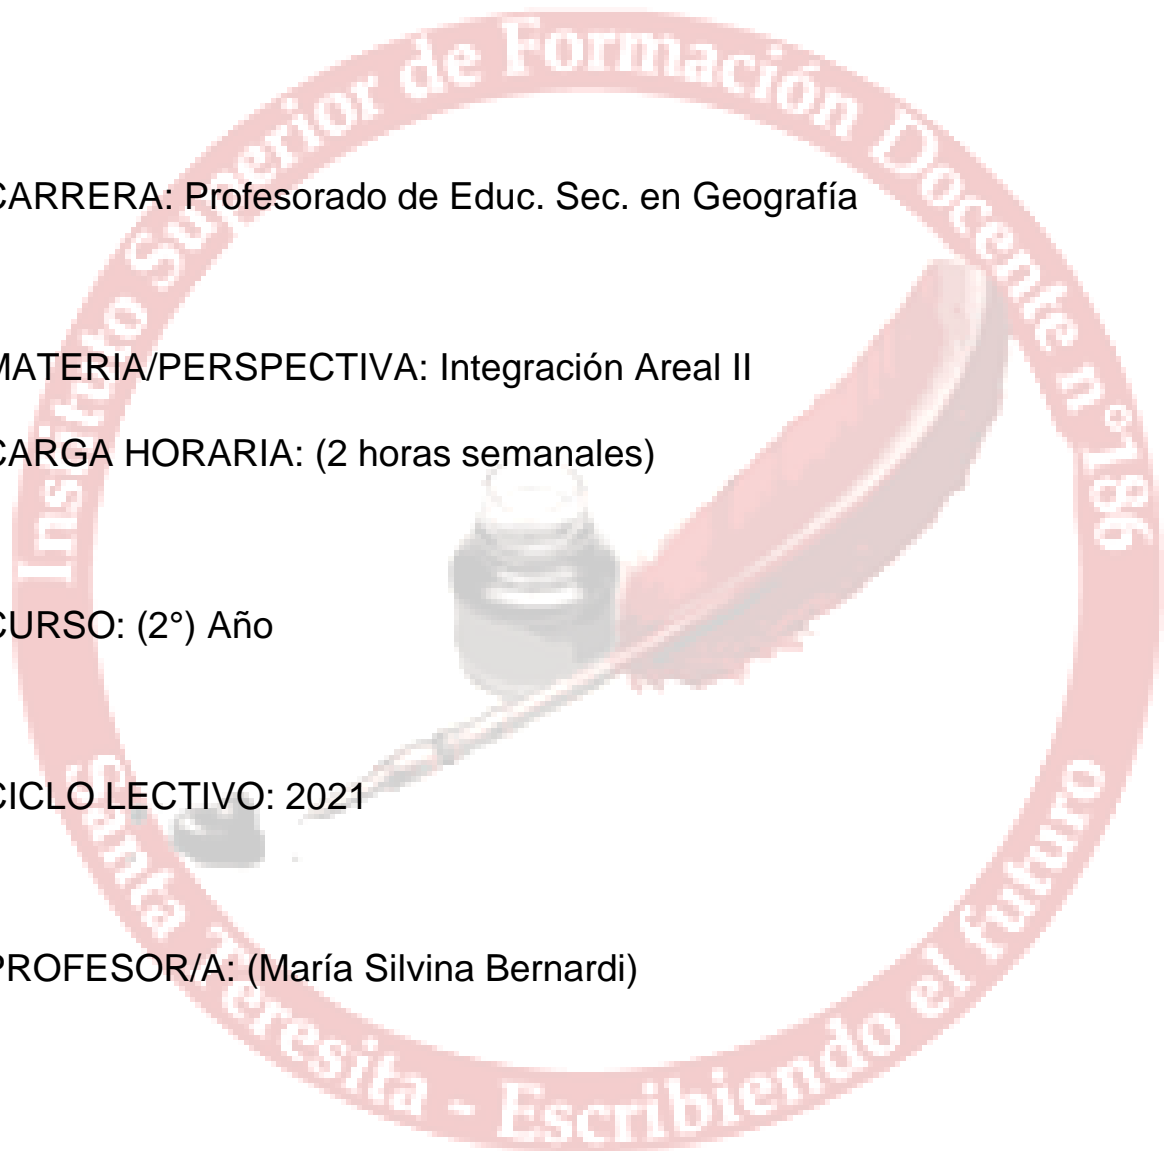 Instituto Superior de Formación Docente n°186
CARRERA: Profesorado de Educ. Sec. en Geografía
MATERIA/PERSPECTIVA: Integración Areal II
CARGA HORARIA: (2 horas semanales)
CURSO: (2°) Año
CICLO LECTIVO: 2021
PROFESOR/A: (María Silvina Bernardi)
Santa Teresita - Escribiendo el futuro